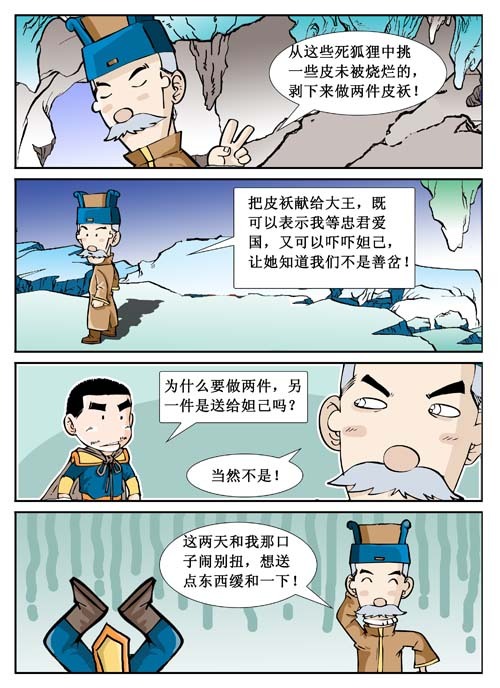 从这些死狐狸中挑
一些皮未被烧烂的，
剥下来做两件皮袄！
把皮袄献给大王，既
可以表示我等忠君爱
国，又可以吓吓妲己，
让她知道我们不是善岔！
为什么要做两件，另
一件是送给妲己吗？
当然不是！
这两天和我那口
子闹别扭，想送
点东西缓和一下！